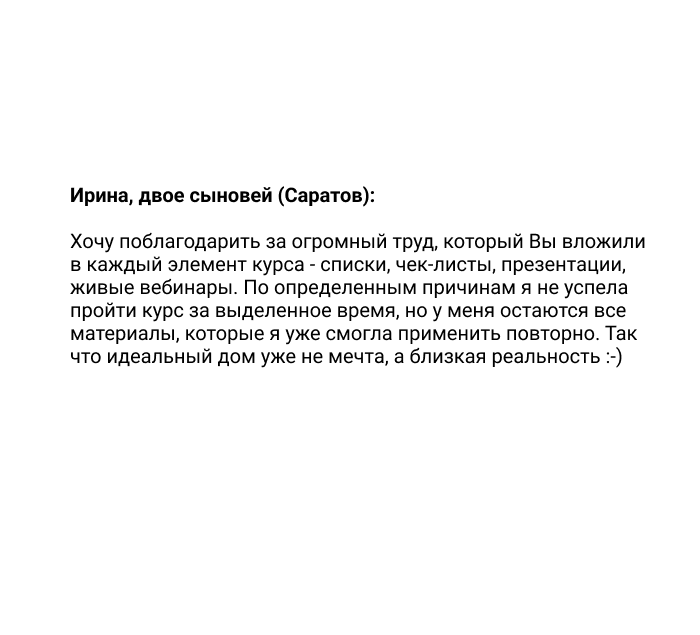 Ирина, двое сыновей (Саратов):
Хочу поблагодарить за огромный труд, который Вы вложили
в каждый элемент курса - списки, чек-листы, презентации,
живые вебинары. По определенным причинам я не успела
пройти курс за выделенное время, но у меня остаются все
материалы, которые я уже смогла применить повторно. Так
что идеальный дом уже не мечта, а близкая реальность :-)